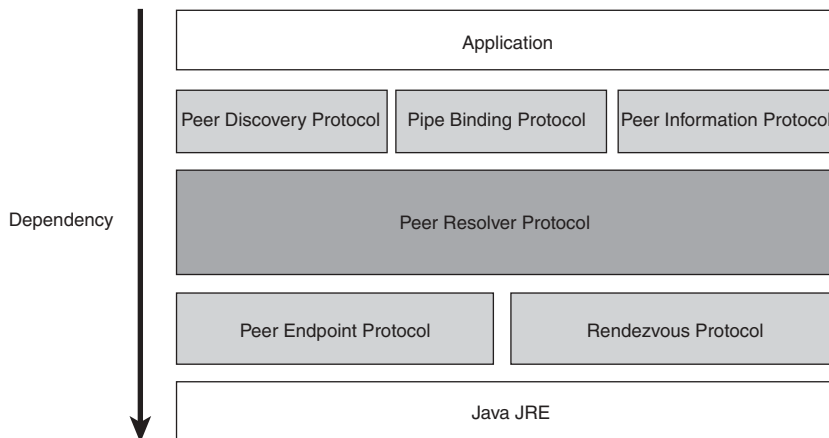 Application
Peer Discovery Protocol
Pipe Binding Protocol
Peer Information Protocol
Dependency
Peer Resolver Protocol
Peer Endpoint Protocol
Rendezvous Protocol
Java JRE